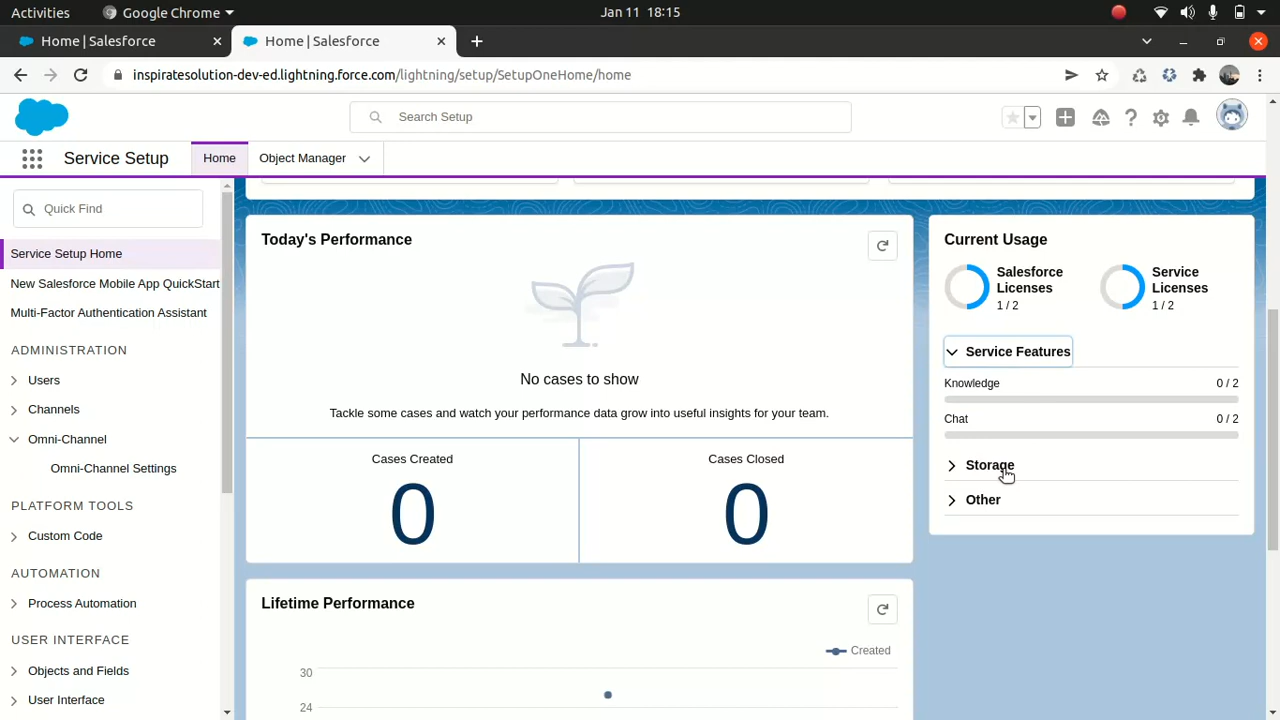 Activities
Google Chrome
Jan 11 18:15
Home | Salesforce
Home | Salesforce
inspiratesolution-dev-ed.lightning.force.com/lightning/setup/SetupOneHome/home
Search Setup
Service Setup
Home
Object Manager
Quick Find
Service Setup Home
New Salesforce Mobile App QuickStart
Multi-Factor Authentication Assistant
ADMINISTRATION
Users
Channels
Omni-Channel
Omni-Channel Settings
PLATFORM TOOLS
Custom Code
AUTOMATION
Process Automation
USER INTERFACE
Objects and Fields
User Interface
Today's Performance
No cases to show
Tackle some cases and watch your performance data grow into useful insights for your team.
Cases Created
0
Cases Closed
0
Lifetime Performance
Created
30
24
Current Usage
Salesforce
Licenses
1 / 2
Service
Licenses
1 / 2
Service Features
Knowledge 0 / 2
Chat 0 / 2
Storage
Other